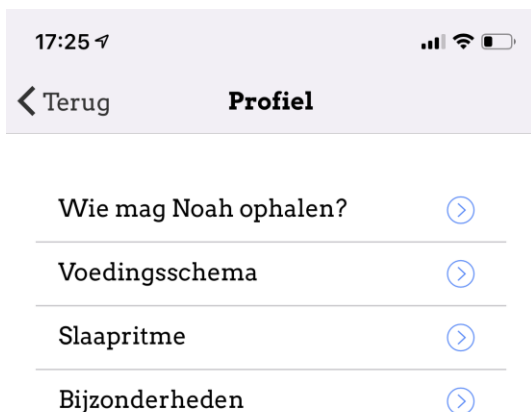 17:25
Terug
Profiel
Wie mag Noah ophalen?
Voedingsschema
Slaapritme
Bijzonderheden